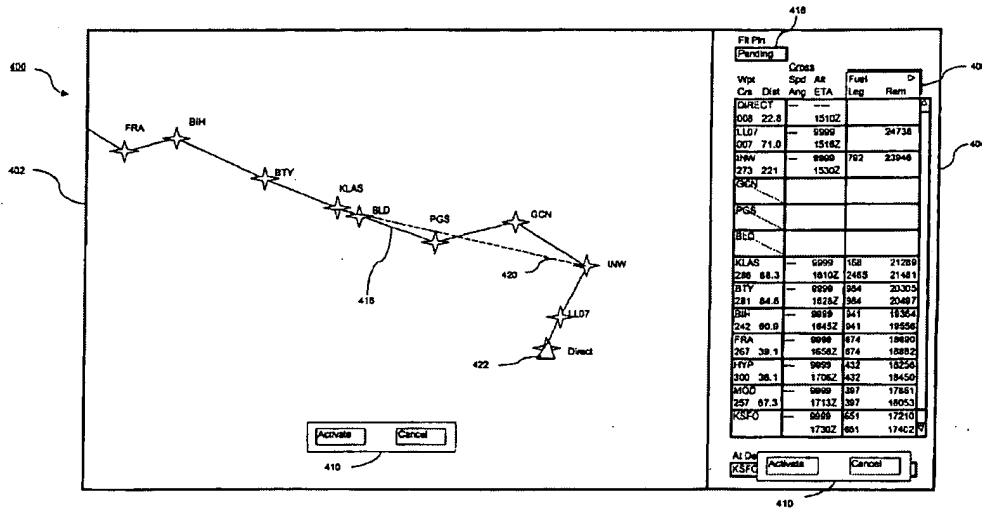 418
Flt Pln
Pending
400
Cross
Wpt Spd Alt Fuel
Crs Dist Ang ETA Leg Rem
DIRECT — —
008 22.8 1510Z
LL07 — 9999 24738
007 71.0 1516Z
INW — 9999 792 23946
273 221 1530Z
GCN
PGS
BLD
KLAS — 9999 158 21289
286 88.3 1610Z 2465 21481
BTY — 9999 984 20305
281 84.6 1628Z 984 20497
BIH — 9999 941 19364
242 60.9 1645Z 941 19556
FRA — 9999 674 18690
267 39.1 1658Z 674 18882
HYP — 9999 432 18258
300 36.1 1706Z 432 18450
MOD — 9999 397 17861
257 67.3 1713Z 397 18053
KSFO — 9999 651 17210
1730Z 651 17402
404
402
FRA
BIH
BTY
KLAS
BLD
PGS
GCN
INW
LL07
Direct
416
420
422
Activate Cancel
410
At De
KSFO
Activate Cancel
410